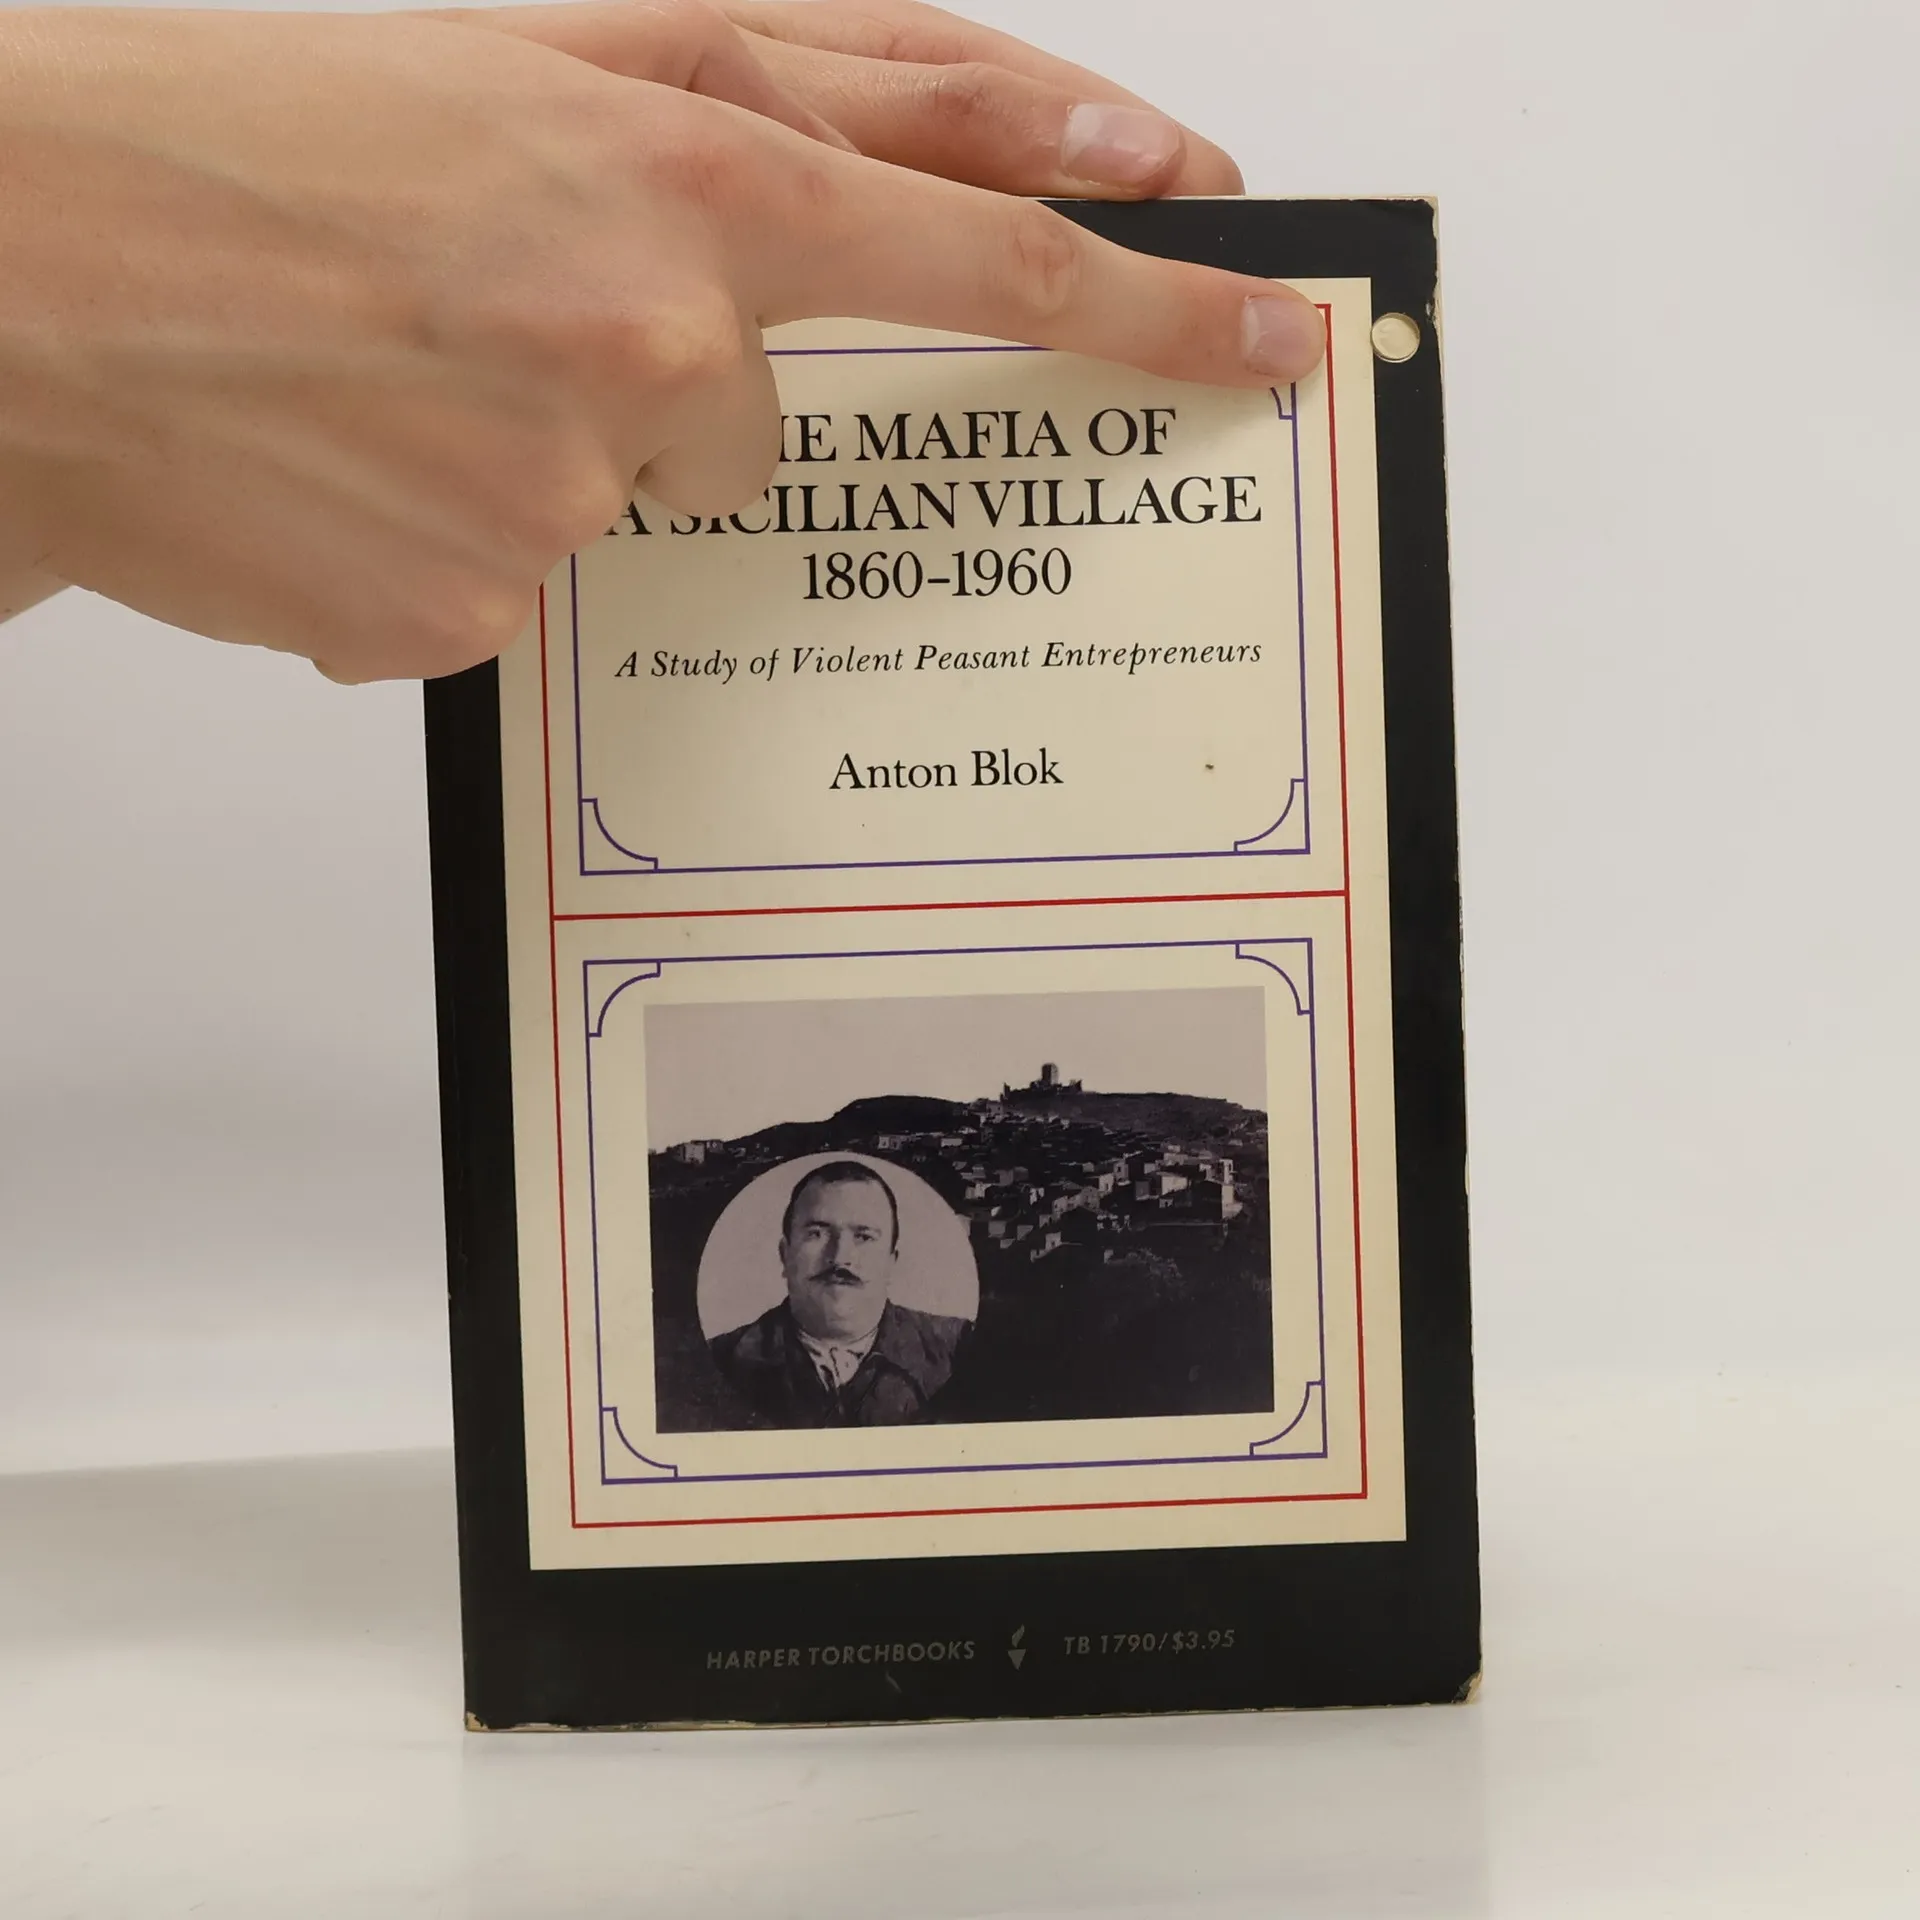 THE MAFIA OF
A SICILIAN VILLAGE
1860–1960
A Study of Violent Peasant Entrepreneurs
Anton Blok
HARPER TORCHBOOKS TB 1790/$3.95